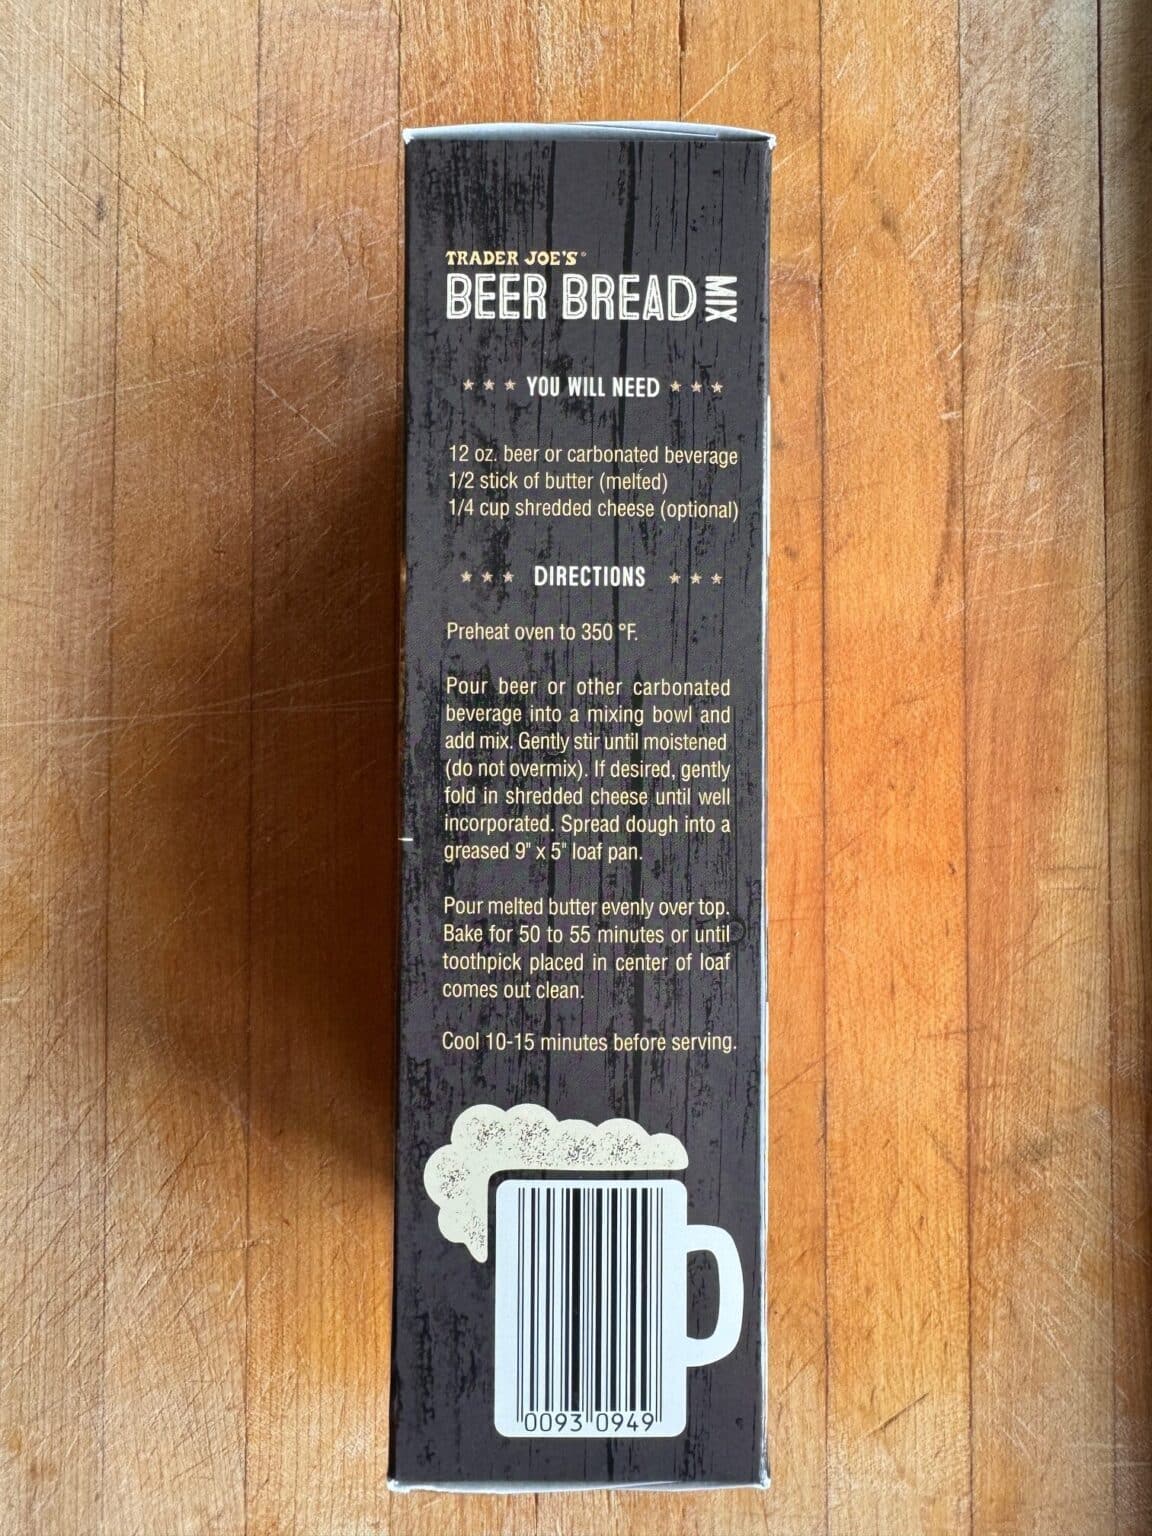 TRADER JOE'S®
BEER BREAD MIX
YOU WILL NEED
12 oz. beer or carbonated beverage
1/2 stick of butter (melted)
1/4 cup shredded cheese (optional)
DIRECTIONS
Preheat oven to 350 °F.
Pour beer or other carbonated
beverage into a mixing bowl and
add mix. Gently stir until moistened
(do not overmix). If desired, gently
fold in shredded cheese until well
incorporated. Spread dough into a
greased 9" x 5" loaf pan.
Pour melted butter evenly over top.
Bake for 50 to 55 minutes or until
toothpick placed in center of loaf
comes out clean.
Cool 10-15 minutes before serving.
0093 0949